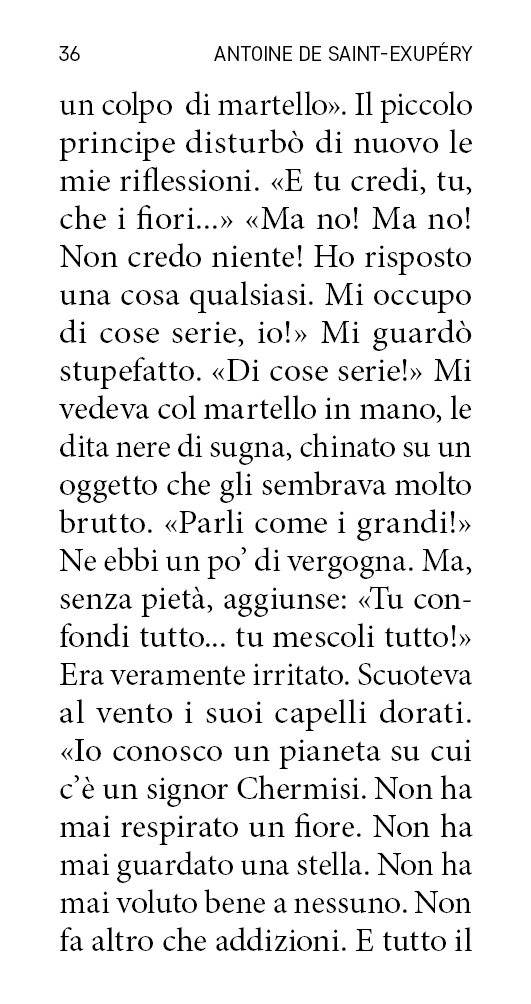 36 ANTOINE DE SAINT-EXUPÉRY
un colpo di martello». Il piccolo
principe disturbò di nuovo le
mie riflessioni. «E tu credi, tu,
che i fiori...» «Ma no! Ma no!
Non credo niente! Ho risposto
una cosa qualsiasi. Mi occupo
di cose serie, io!» Mi guardò
stupefatto. «Di cose serie!» Mi
vedeva col martello in mano, le
dita nere di sugna, chinato su un
oggetto che gli sembrava molto
brutto. «Parli come i grandi!»
Ne ebbi un po’ di vergogna. Ma,
senza pietà, aggiunse: «Tu con-
fondi tutto... tu mescoli tutto!»
Era veramente irritato. Scuoteva
al vento i suoi capelli dorati.
«Io conosco un pianeta su cui
c’è un signor Chermisi. Non ha
mai respirato un fiore. Non ha
mai guardato una stella. Non ha
mai voluto bene a nessuno. Non
fa altro che addizioni. E tutto il